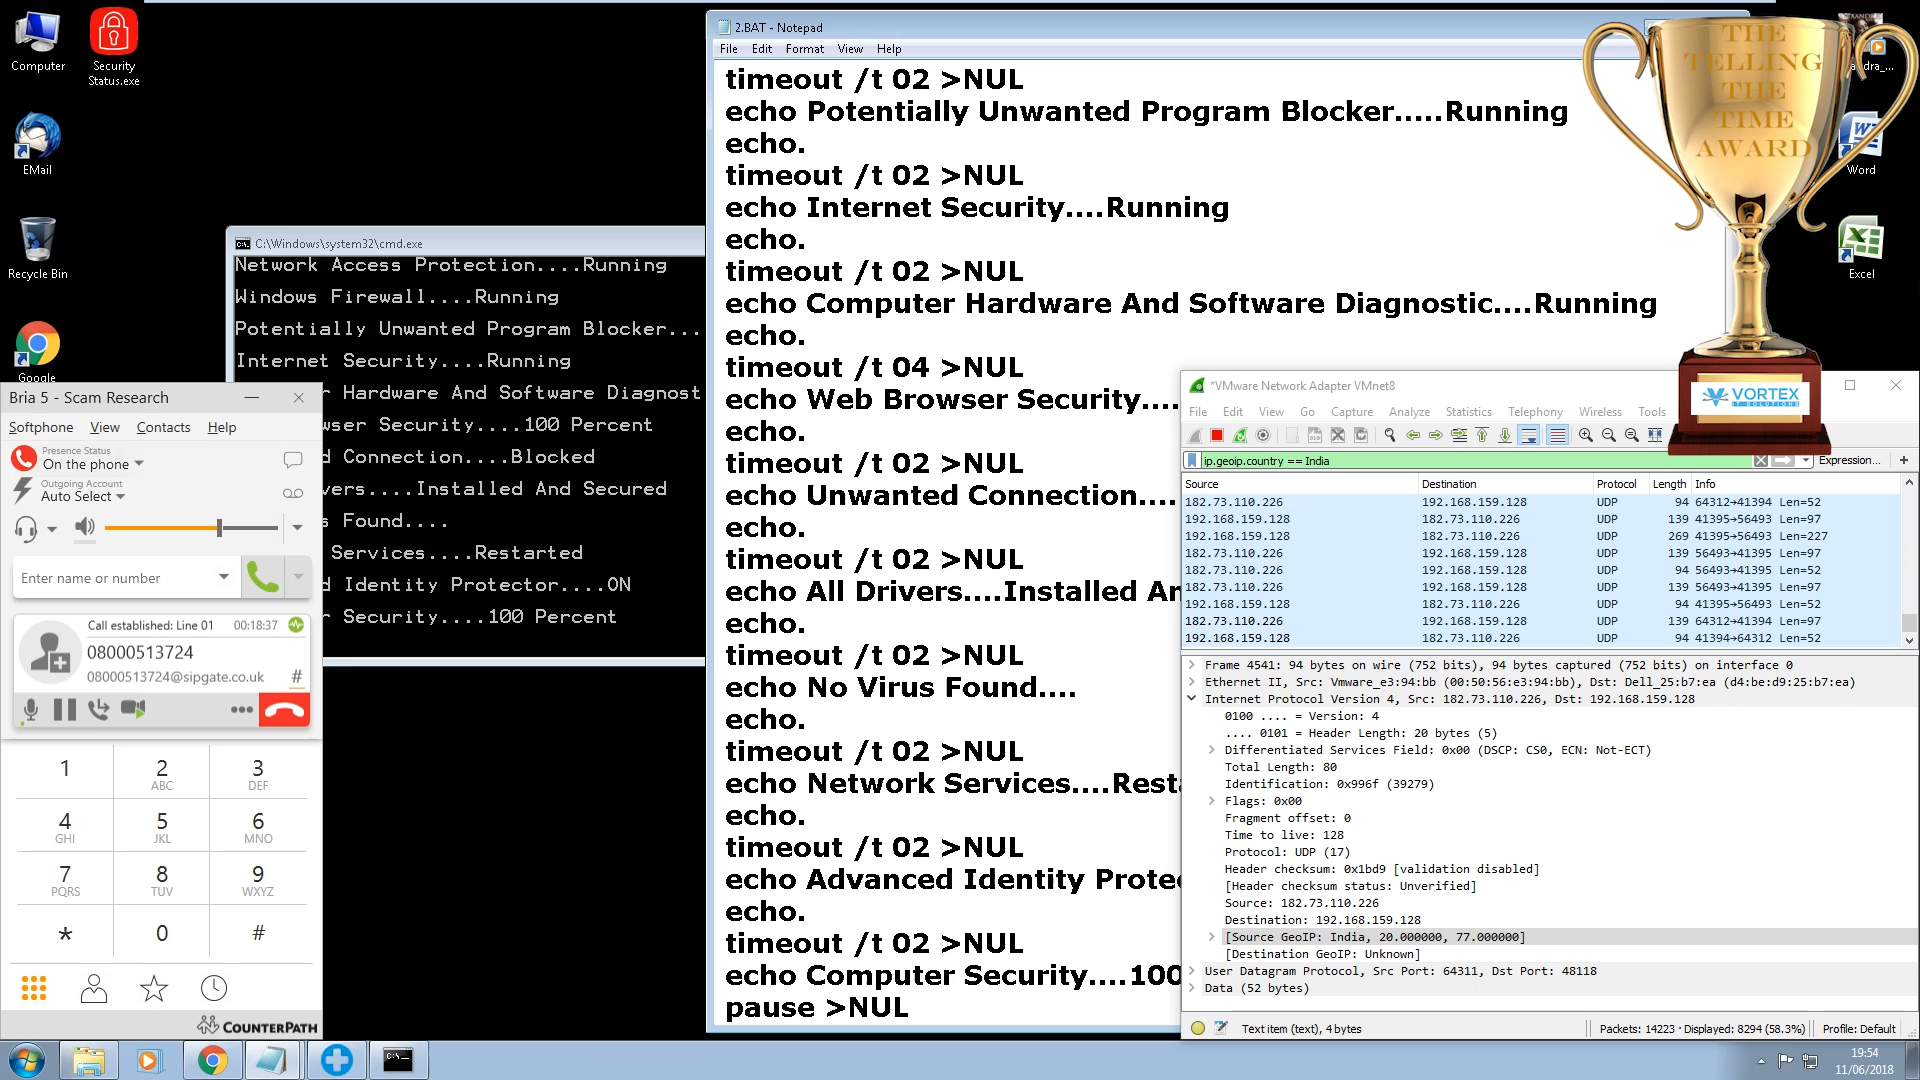 Computer
Security
Status.exe
EMail
Recycle Bin
Google
C:\Windows\system32\cmd.exe
Network Access Protection....Running
Windows Firewall....Running
Potentially Unwanted Program Blocker...
Internet Security....Running
r Hardware And Software Diagnost
wser Security....100 Percent
d Connection....Blocked
vers....Installed And Secured
s Found....
Services....Restarted
d Identity Protector....ON
r Security....100 Percent
Bria 5 - Scam Research
Softphone View Contacts Help
Presence Status
On the phone
Outgoing Account
Auto Select
Enter name or number
Call established: Line 01 00:18:37
08000513724
08000513724@sipgate.co.uk #
1
2 ABC
3 DEF
4 GHI
5 JKL
6 MNO
7 PQRS
8 TUV
9 WXYZ
*
0
#
COUNTERPATH
2.BAT - Notepad
File Edit Format View Help
timeout /t 02 >NUL
echo Potentially Unwanted Program Blocker.....Running
echo.
timeout /t 02 >NUL
echo Internet Security....Running
echo.
timeout /t 02 >NUL
echo Computer Hardware And Software Diagnostic....Running
echo.
timeout /t 04 >NUL
echo Web Browser Security....
echo.
timeout /t 02 >NUL
echo Unwanted Connection....
echo.
timeout /t 02 >NUL
echo All Drivers....Installed An
echo.
timeout /t 02 >NUL
echo No Virus Found....
echo.
timeout /t 02 >NUL
echo Network Services....Resta
echo.
timeout /t 02 >NUL
echo Advanced Identity Prote
echo.
timeout /t 02 >NUL
echo Computer Security....100
pause >NUL
THE
TELLING
THE
TIME
AWARD
VORTEX
IT SOLUTIONS
Word
Excel
*VMware Network Adapter VMnet8
File Edit View Go Capture Analyze Statistics Telephony Wireless Tools
ip.geoip.country == India
Expression... +
Source Destination Protocol Length Info
182.73.110.226 192.168.159.128 UDP 94 64312→41394 Len=52
192.168.159.128 182.73.110.226 UDP 139 41395→56493 Len=97
192.168.159.128 182.73.110.226 UDP 269 41395→56493 Len=227
182.73.110.226 192.168.159.128 UDP 139 56493→41395 Len=97
182.73.110.226 192.168.159.128 UDP 94 56493→41395 Len=52
182.73.110.226 192.168.159.128 UDP 139 56493→41395 Len=97
192.168.159.128 182.73.110.226 UDP 94 41395→56493 Len=52
182.73.110.226 192.168.159.128 UDP 139 64312→41394 Len=97
192.168.159.128 182.73.110.226 UDP 94 41394→64312 Len=52
Frame 4541: 94 bytes on wire (752 bits), 94 bytes captured (752 bits) on interface 0
Ethernet II, Src: Vmware_e3:94:bb (00:50:56:e3:94:bb), Dst: Dell_25:b7:ea (d4:be:d9:25:b7:ea)
Internet Protocol Version 4, Src: 182.73.110.226, Dst: 192.168.159.128
0100 .... = Version: 4
.... 0101 = Header Length: 20 bytes (5)
Differentiated Services Field: 0x00 (DSCP: CS0, ECN: Not-ECT)
Total Length: 80
Identification: 0x996f (39279)
Flags: 0x00
Fragment offset: 0
Time to live: 128
Protocol: UDP (17)
Header checksum: 0x1bd9 [validation disabled]
[Header checksum status: Unverified]
Source: 182.73.110.226
Destination: 192.168.159.128
[Source GeoIP: India, 20.000000, 77.000000]
[Destination GeoIP: Unknown]
User Datagram Protocol, Src Port: 64311, Dst Port: 48118
Data (52 bytes)
Text item (text), 4 bytes
Packets: 14223 · Displayed: 8294 (58.3%)
Profile: Default
19:54
11/06/2018